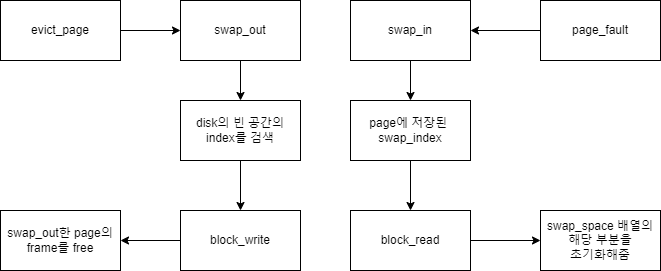 evict_page
swap_out
swap_in
page_fault
disk의 빈 공간의
index를 검색
page에 저장된
swap_index
swap_out한 page의
frame를 free
block_write
block_read
swap_space 배열의
해당 부분을
초기화해줌